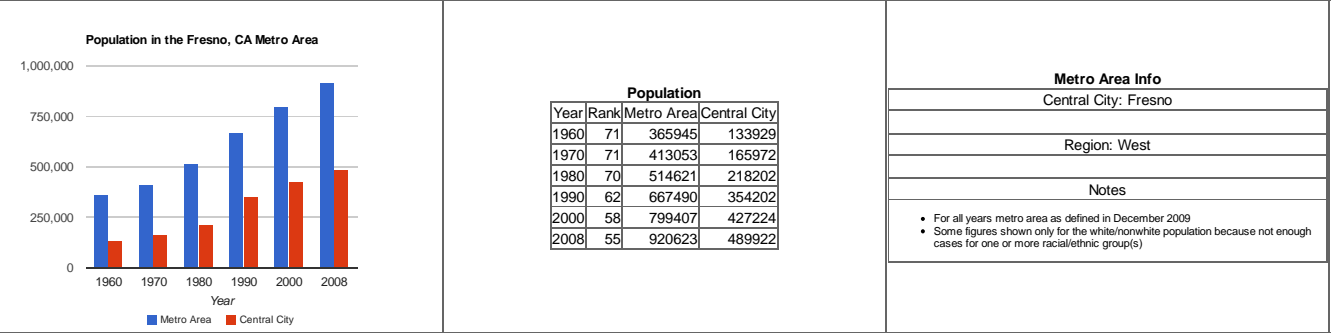 Population in the Fresno, CA Metro Area
1,000,000
750,000
500,000
250,000
0
1960 1970 1980 1990 2000 2008
Year
Metro Area Central City
Population
Year Rank Metro Area Central City
1960 71 365945 133929
1970 71 413053 165972
1980 70 514621 218202
1990 62 667490 354202
2000 58 799407 427224
2008 55 920623 489922
Metro Area Info
Central City: Fresno
Region: West
Notes
• For all years metro area as defined in December 2009
• Some figures shown only for the white/nonwhite population because not enough
cases for one or more racial/ethnic group(s)